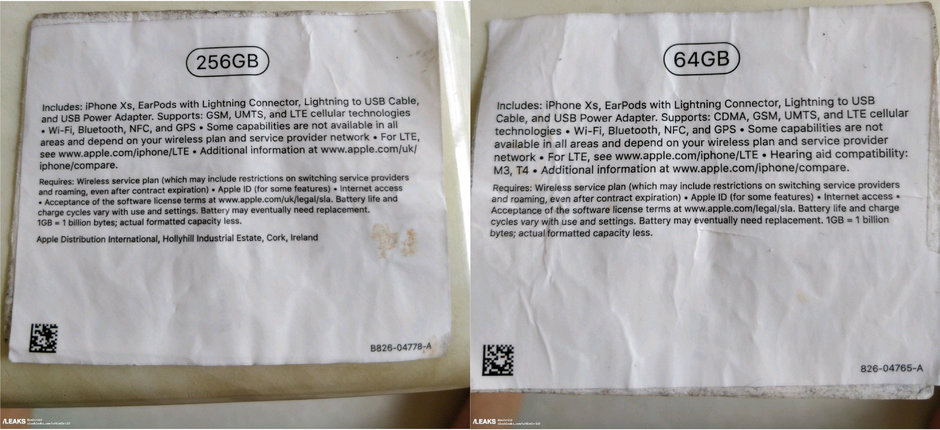 256GB
Includes: iPhone Xs, EarPods with Lightning Connector, Lightning to USB Cable,
and USB Power Adapter. Supports: GSM, UMTS, and LTE cellular technologies
• Wi-Fi, Bluetooth, NFC, and GPS • Some capabilities are not available in all
areas and depend on your wireless plan and service provider network • For LTE,
see www.apple.com/iphone/LTE • Additional information at www.apple.com/uk/
iphone/compare.
Requires: Wireless service plan (which may include restrictions on switching service providers
and roaming, even after contract expiration) • Apple ID (for some features) • Internet access
• Acceptance of the software license terms at www.apple.com/uk/legal/sla. Battery life and
charge cycles vary with use and settings. Battery may eventually need replacement.
1GB = 1 billion bytes; actual formatted capacity less.
Apple Distribution International, Hollyhill Industrial Estate, Cork, Ireland
B826-04778-A
/LEAKS
64GB
Includes: iPhone Xs, EarPods with Lightning Connector, Lightning to USB
Cable, and USB Power Adapter. Supports: CDMA, GSM, UMTS, and LTE cellular
technologies • Wi-Fi, Bluetooth, NFC, and GPS • Some capabilities are not
available in all areas and depend on your wireless plan and service provider
network • For LTE, see www.apple.com/iphone/LTE • Hearing aid compatibility:
M3, T4 • Additional information at www.apple.com/iphone/compare.
Requires: Wireless service plan (which may include restrictions on switching service providers
and roaming, even after contract expiration) • Apple ID (for some features) • Internet access •
Acceptance of the software license terms at www.apple.com/legal/sla. Battery life and charge
cycles vary with use and settings. Battery may eventually need replacement. 1GB = 1 billion
bytes; actual formatted capacity less.
826-04765-A
/LEAKS